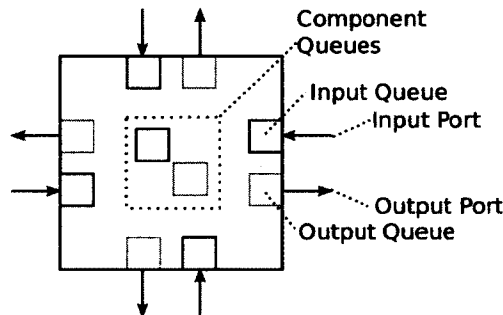 Component
Queues
Input Queue
Input Port
Output Port
Output Queue